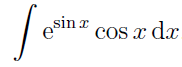 ∫ e^{sin x} cos x dx